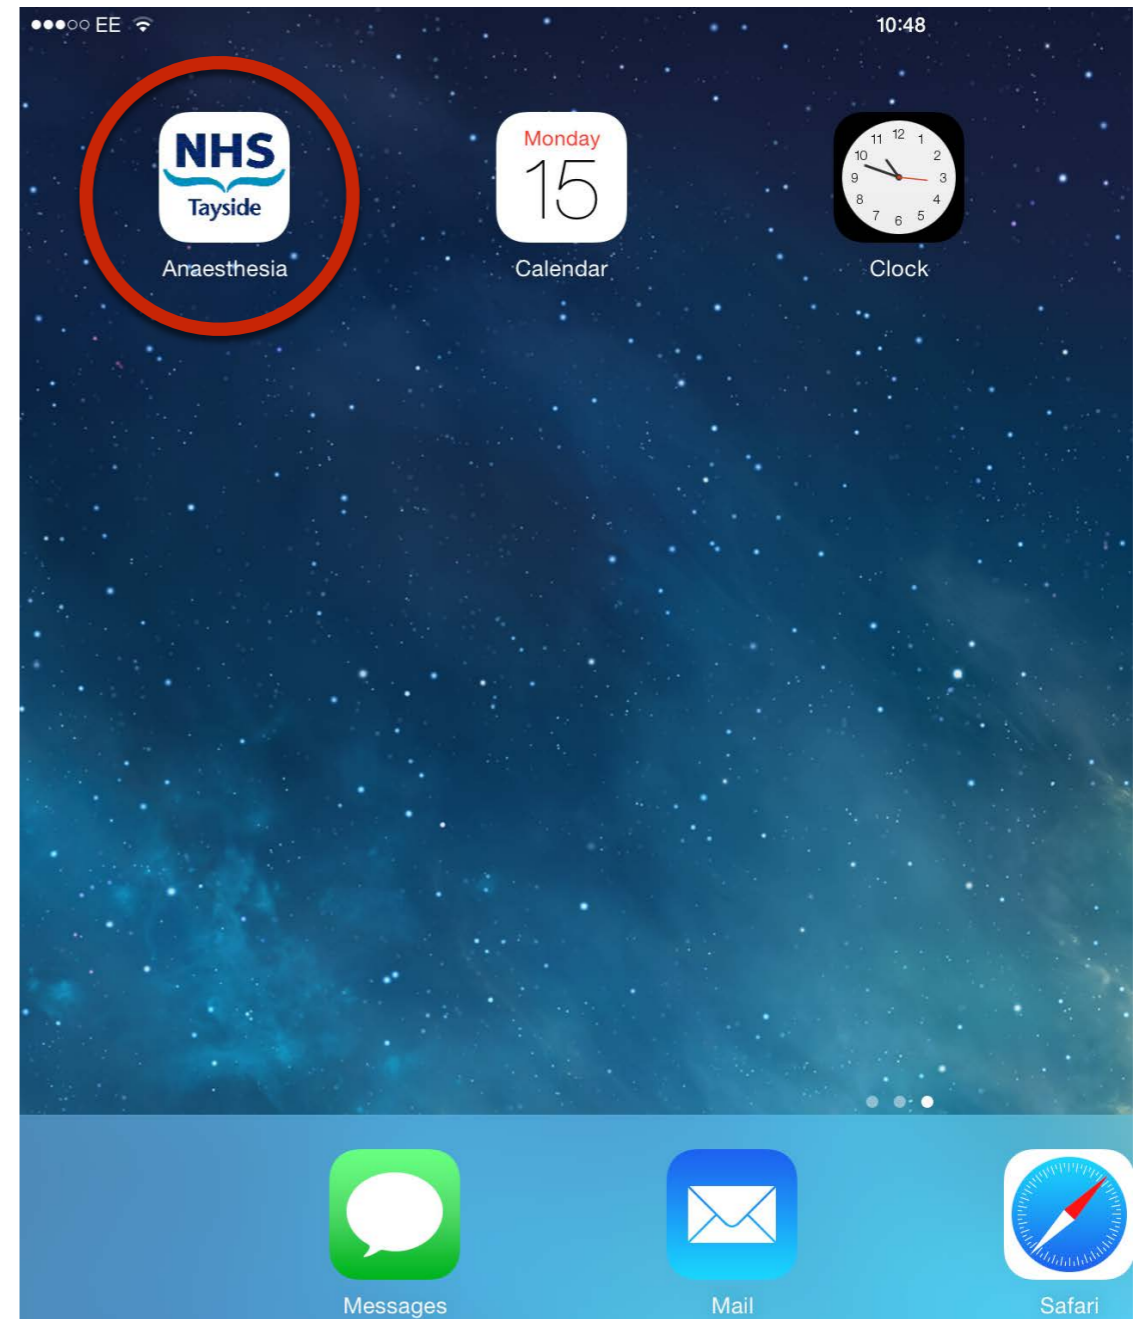 EE 10:48
NHS
Tayside
Anaesthesia
Monday
15
Calendar
12
11 1
10 2
9 3
8 4
7 5
6
Clock
Messages
Mail
Safari